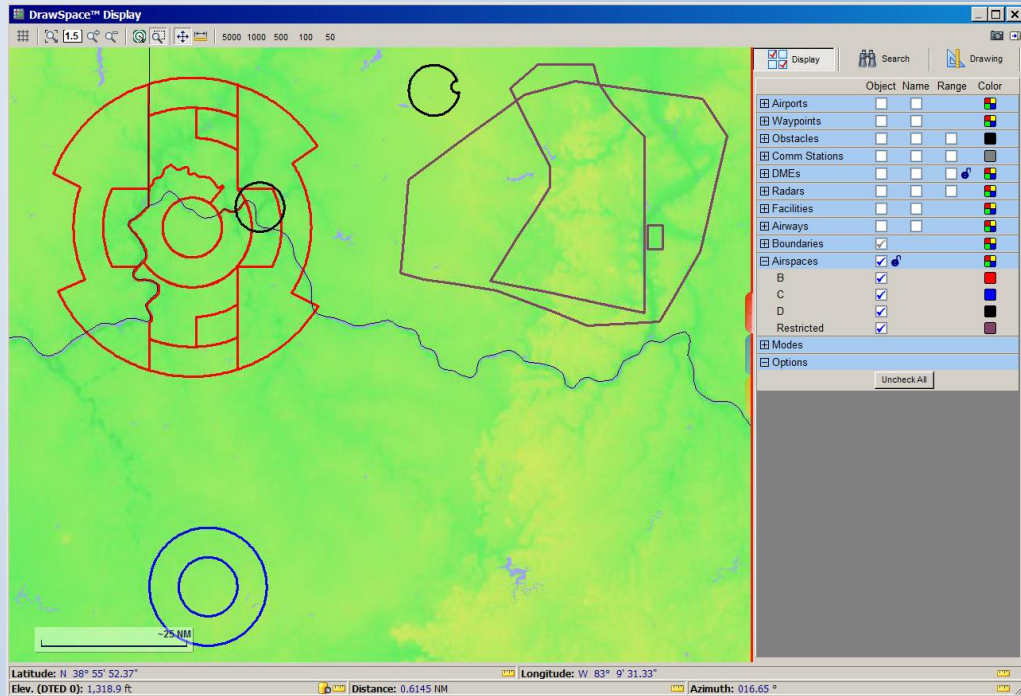 DrawSpace™ Display
1.5 5000 1000 500 100 50
Display Search Drawing
Object Name Range Color
Airports
Waypoints
Obstacles
Comm Stations
DMEs
Radars
Facilities
Airways
Boundaries
Airspaces
B
C
D
Restricted
Modes
Options
Uncheck All
~25 NM
Latitude: N 38° 55' 52.37" Longitude: W 83° 9' 31.33"
Elev. (DTED 0): 1,318.9 ft Distance: 0.6145 NM Azimuth: 016.65 °